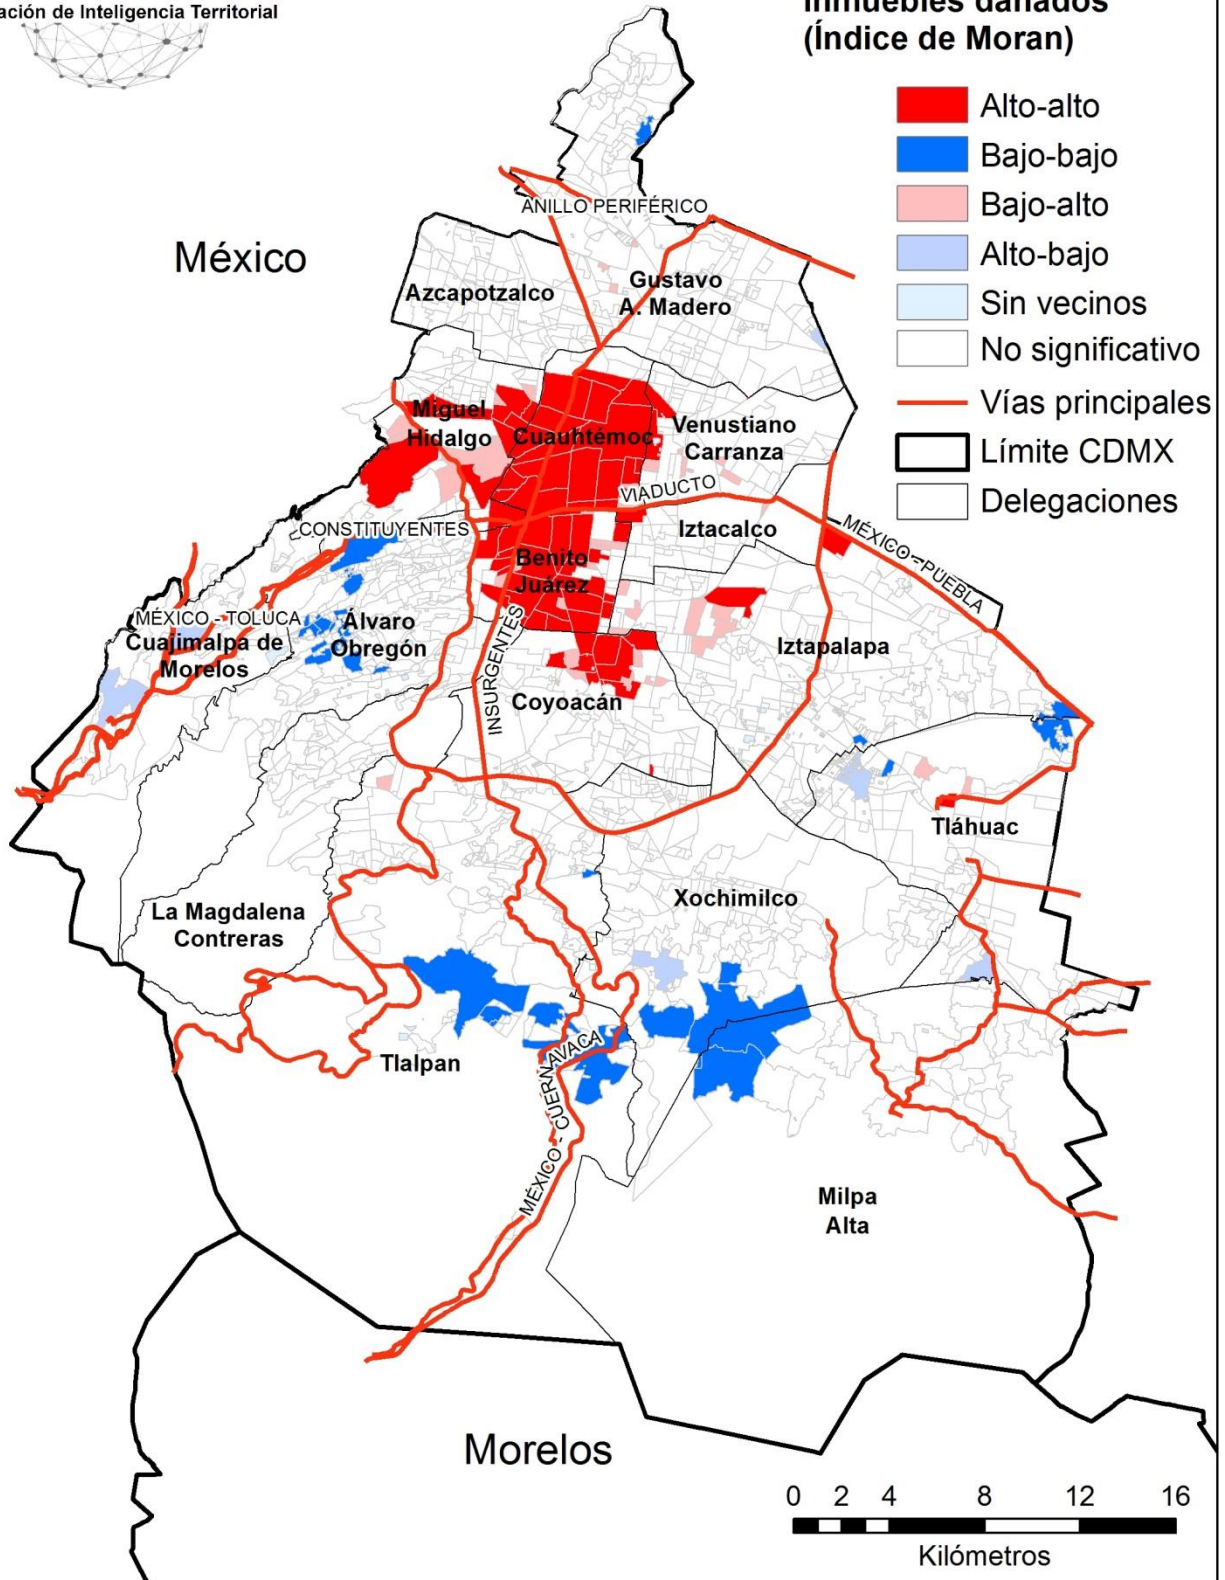 ación de Inteligencia Territorial
Inmuebles dañados
(Índice de Moran)
Alto-alto
Bajo-bajo
Bajo-alto
Alto-bajo
Sin vecinos
No significativo
Vías principales
Límite CDMX
Delegaciones
ANILLO PERIFÉRICO
México
Azcapotzalco
Gustavo
A. Madero
Miguel
Hidalgo
Cuauhtémoc
Venustiano
Carranza
VIADUCTO
CONSTITUYENTES
Iztacalco
MÉXICO - PUEBLA
Benito
Juárez
MÉXICO - TOLUCA
Cuajimalpa de
Morelos
Álvaro
Obregón
INSURGENTES
Iztapalapa
Coyoacán
Tláhuac
La Magdalena
Contreras
Xochimilco
Tlalpan
MÉXICO - CUERNAVACA
Milpa
Alta
Morelos
0 2 4 8 12 16
Kilómetros